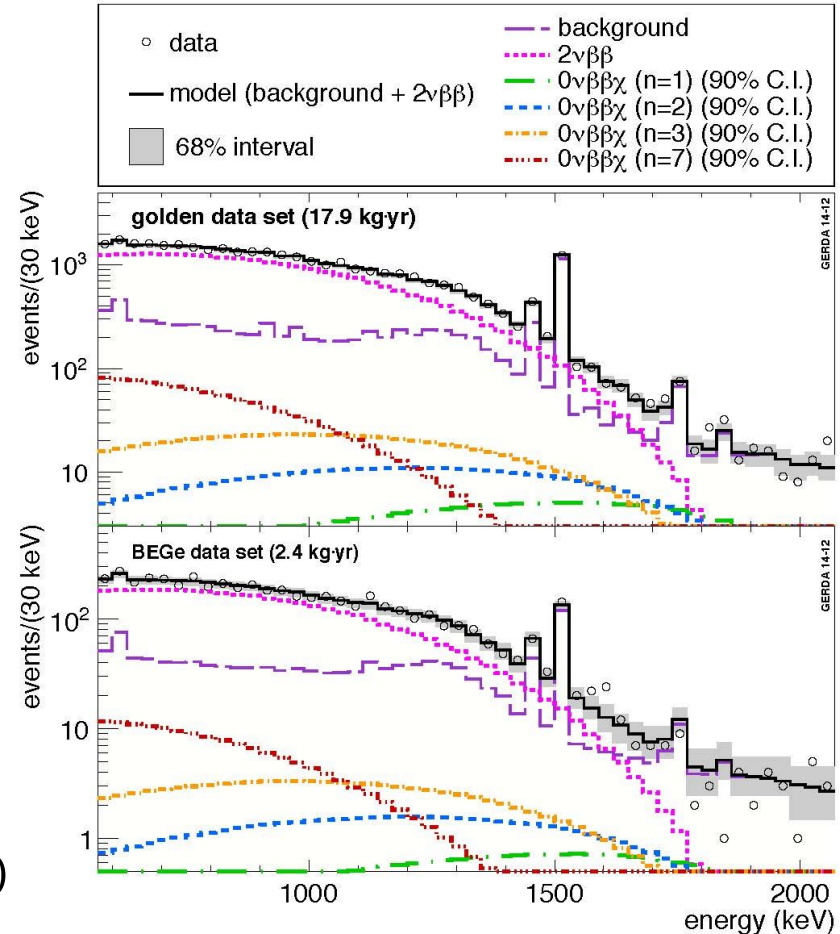 data
model (background + 2νββ)
68% interval
background
2νββ
0νββχ (n=1) (90% C.I.)
0νββχ (n=2) (90% C.I.)
0νββχ (n=3) (90% C.I.)
0νββχ (n=7) (90% C.I.)
golden data set (17.9 kg·yr)
GERDA 14-12
events/(30 keV)
10³
10²
10
BEGe data set (2.4 kg·yr)
GERDA 14-12
events/(30 keV)
10²
10
1
)
1000 1500 2000
energy (keV)